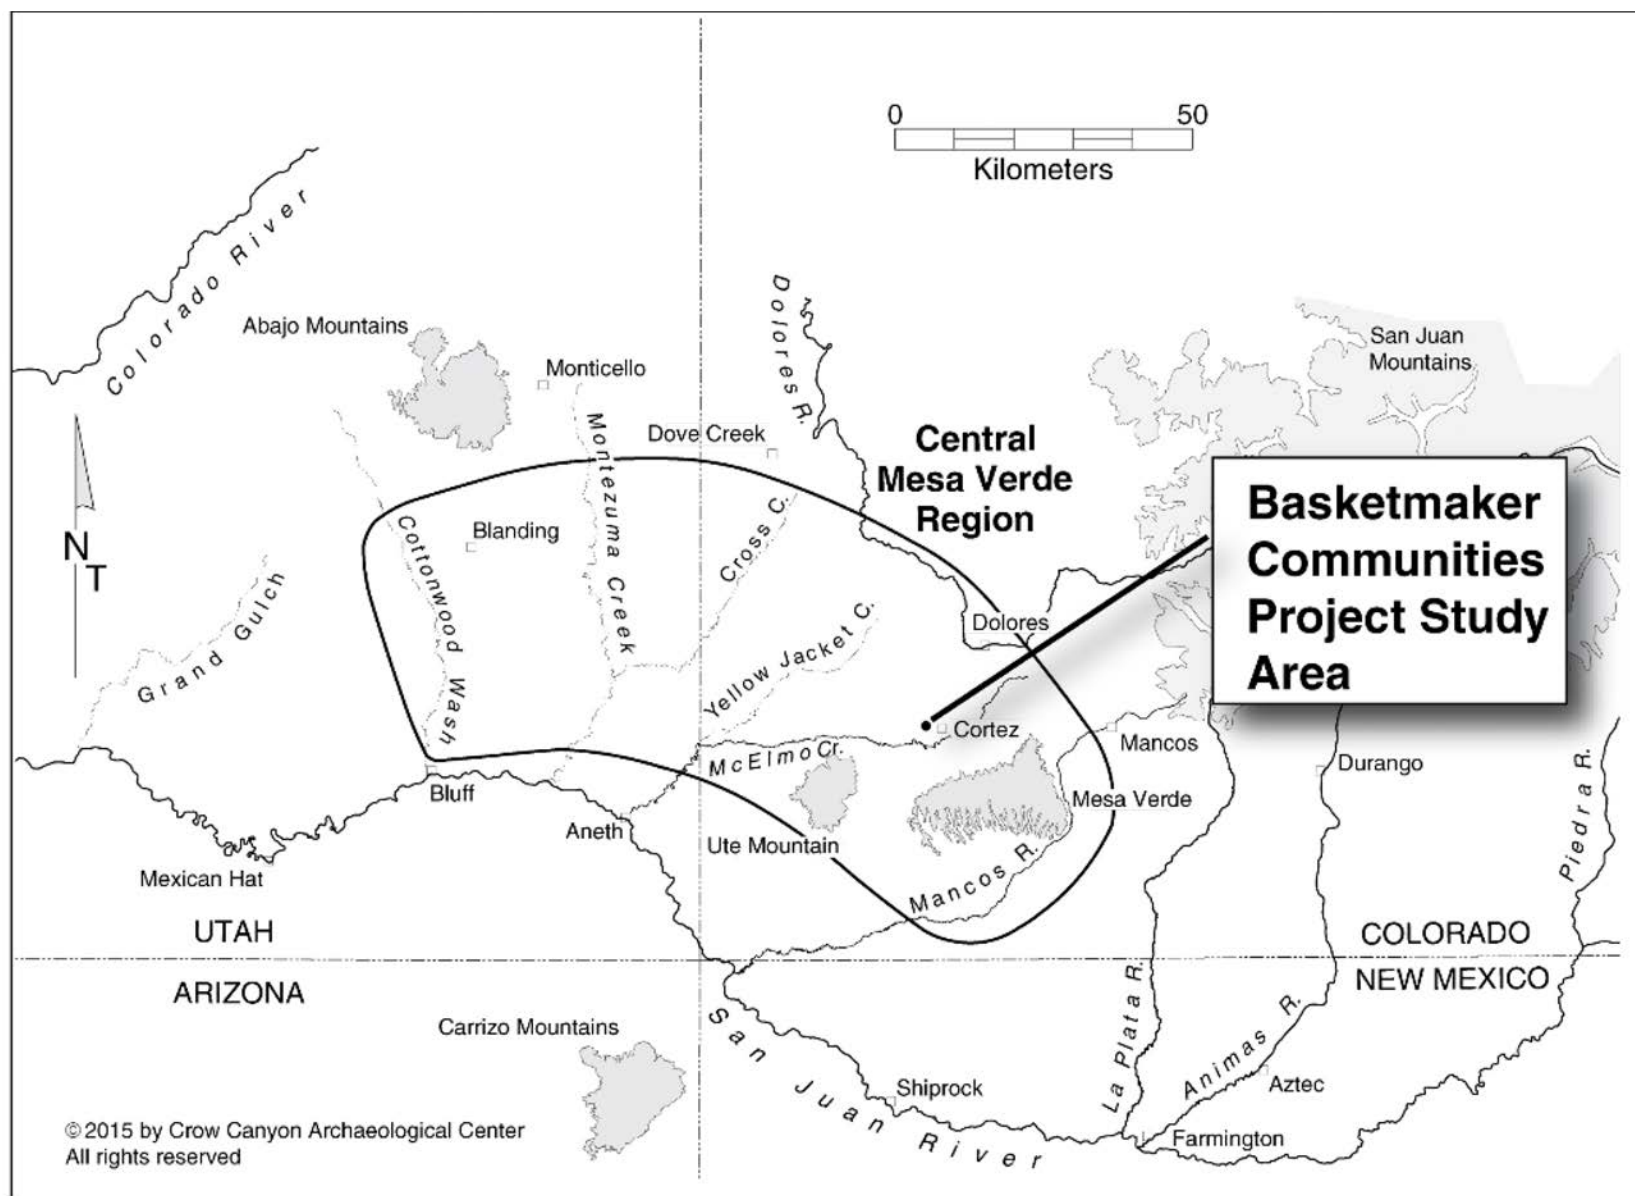 0 50
Kilometers
Colorado River
Abajo Mountains
Monticello
Dolores R.
San Juan
Mountains
Dove Creek
Montezuma Creek
Central
Mesa Verde
Region
Basketmaker
Communities
Project Study
Area
N
T
Blanding
Cottonwood Wash
Cross C.
Grand Gulch
Yellow Jacket C.
Dolores
Cortez
Mancos
McElmo Cr.
Durango
Piedra R.
Bluff
Mesa Verde
Aneth
Ute Mountain
Mexican Hat
Mancos R.
UTAH
COLORADO
ARIZONA
NEW MEXICO
Carrizo Mountains
San Juan River
La Plata R.
Animas R.
Shiprock
Aztec
Farmington
©2015 by Crow Canyon Archaeological Center
All rights reserved